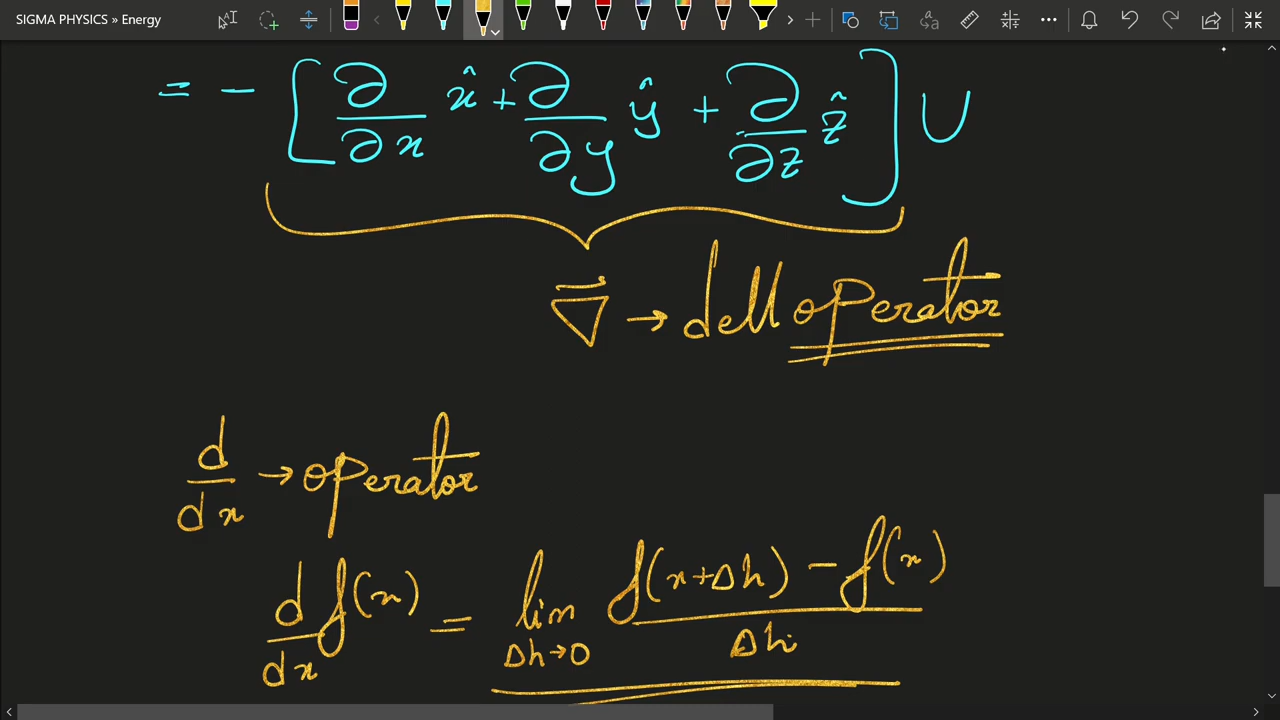 SIGMA PHYSICS » Energy
= - [∂/∂x x̂ + ∂/∂y ŷ + ∂/∂z ẑ] U
∇⃗ → dell operator
d/dx → operator
d/dx f(x) = lim Δh→0 f(x+Δh) - f(x) / Δh